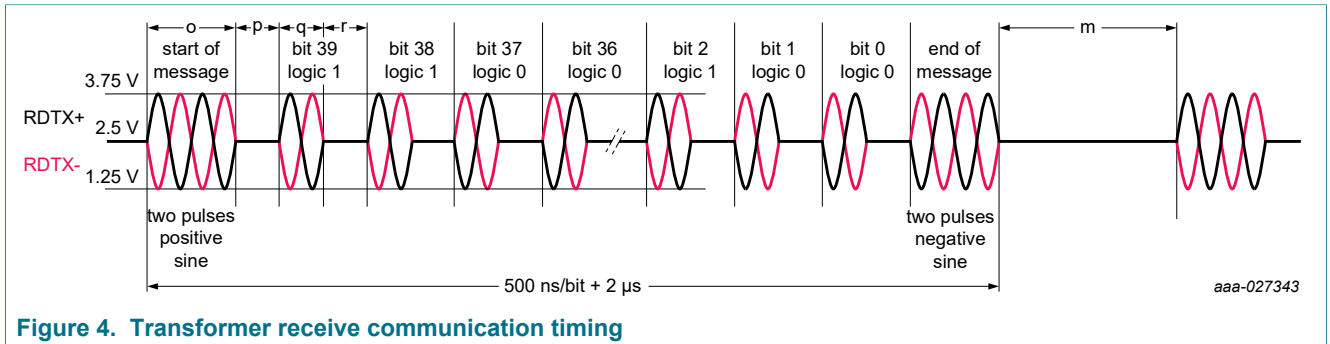 o p q r m
start of message
bit 39 logic 1
bit 38 logic 1
bit 37 logic 0
bit 36 logic 0
bit 2 logic 1
bit 1 logic 0
bit 0 logic 0
end of message
3.75 V
RDTX+
2.5 V
RDTX-
1.25 V
two pulses positive sine
two pulses negative sine
500 ns/bit + 2 µs
aaa-027343
Figure 4. Transformer receive communication timing